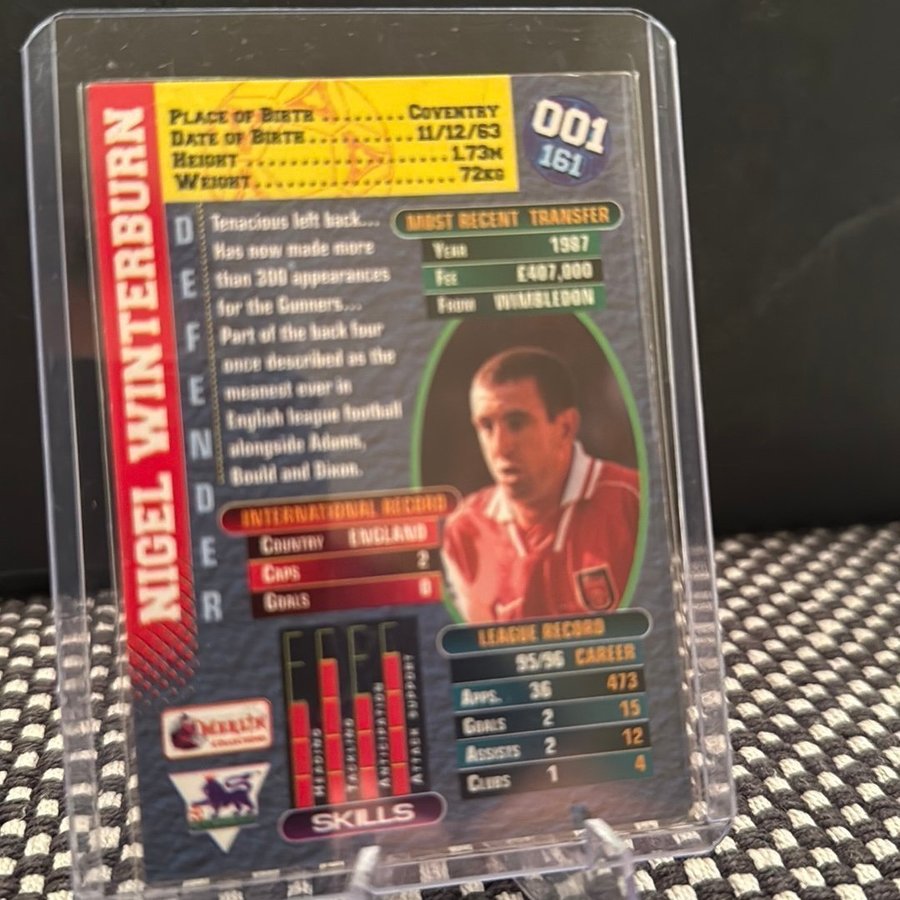 NIGEL WINTERBURN
DEFENDER
PLACE OF BIRTH ........ COVENTRY
DATE OF BIRTH ........ 11/12/63
HEIGHT ........ 1.73M
WEIGHT ........ 72KG
001
161
Tenacious left back...
Has now made more
than 300 appearances
for the Gunners...
Part of the back four
once described as the
meanest ever in
English league football
alongside Adams,
Bould and Dixon.
MOST RECENT TRANSFER
YEAR 1987
FEE £407,000
FROM WIMBLEDON
INTERNATIONAL RECORD
COUNTRY ENGLAND
CAPS 2
GOALS 0
LEAGUE RECORD
95/96 CAREER
APPS. 36 473
GOALS 2 15
ASSISTS 2 12
CLUBS 1 4
HEADING
TACKLING
ANTICIPATION
ATTACK SUPPORT
SKILLS
MERLIN
COLLECTIONS